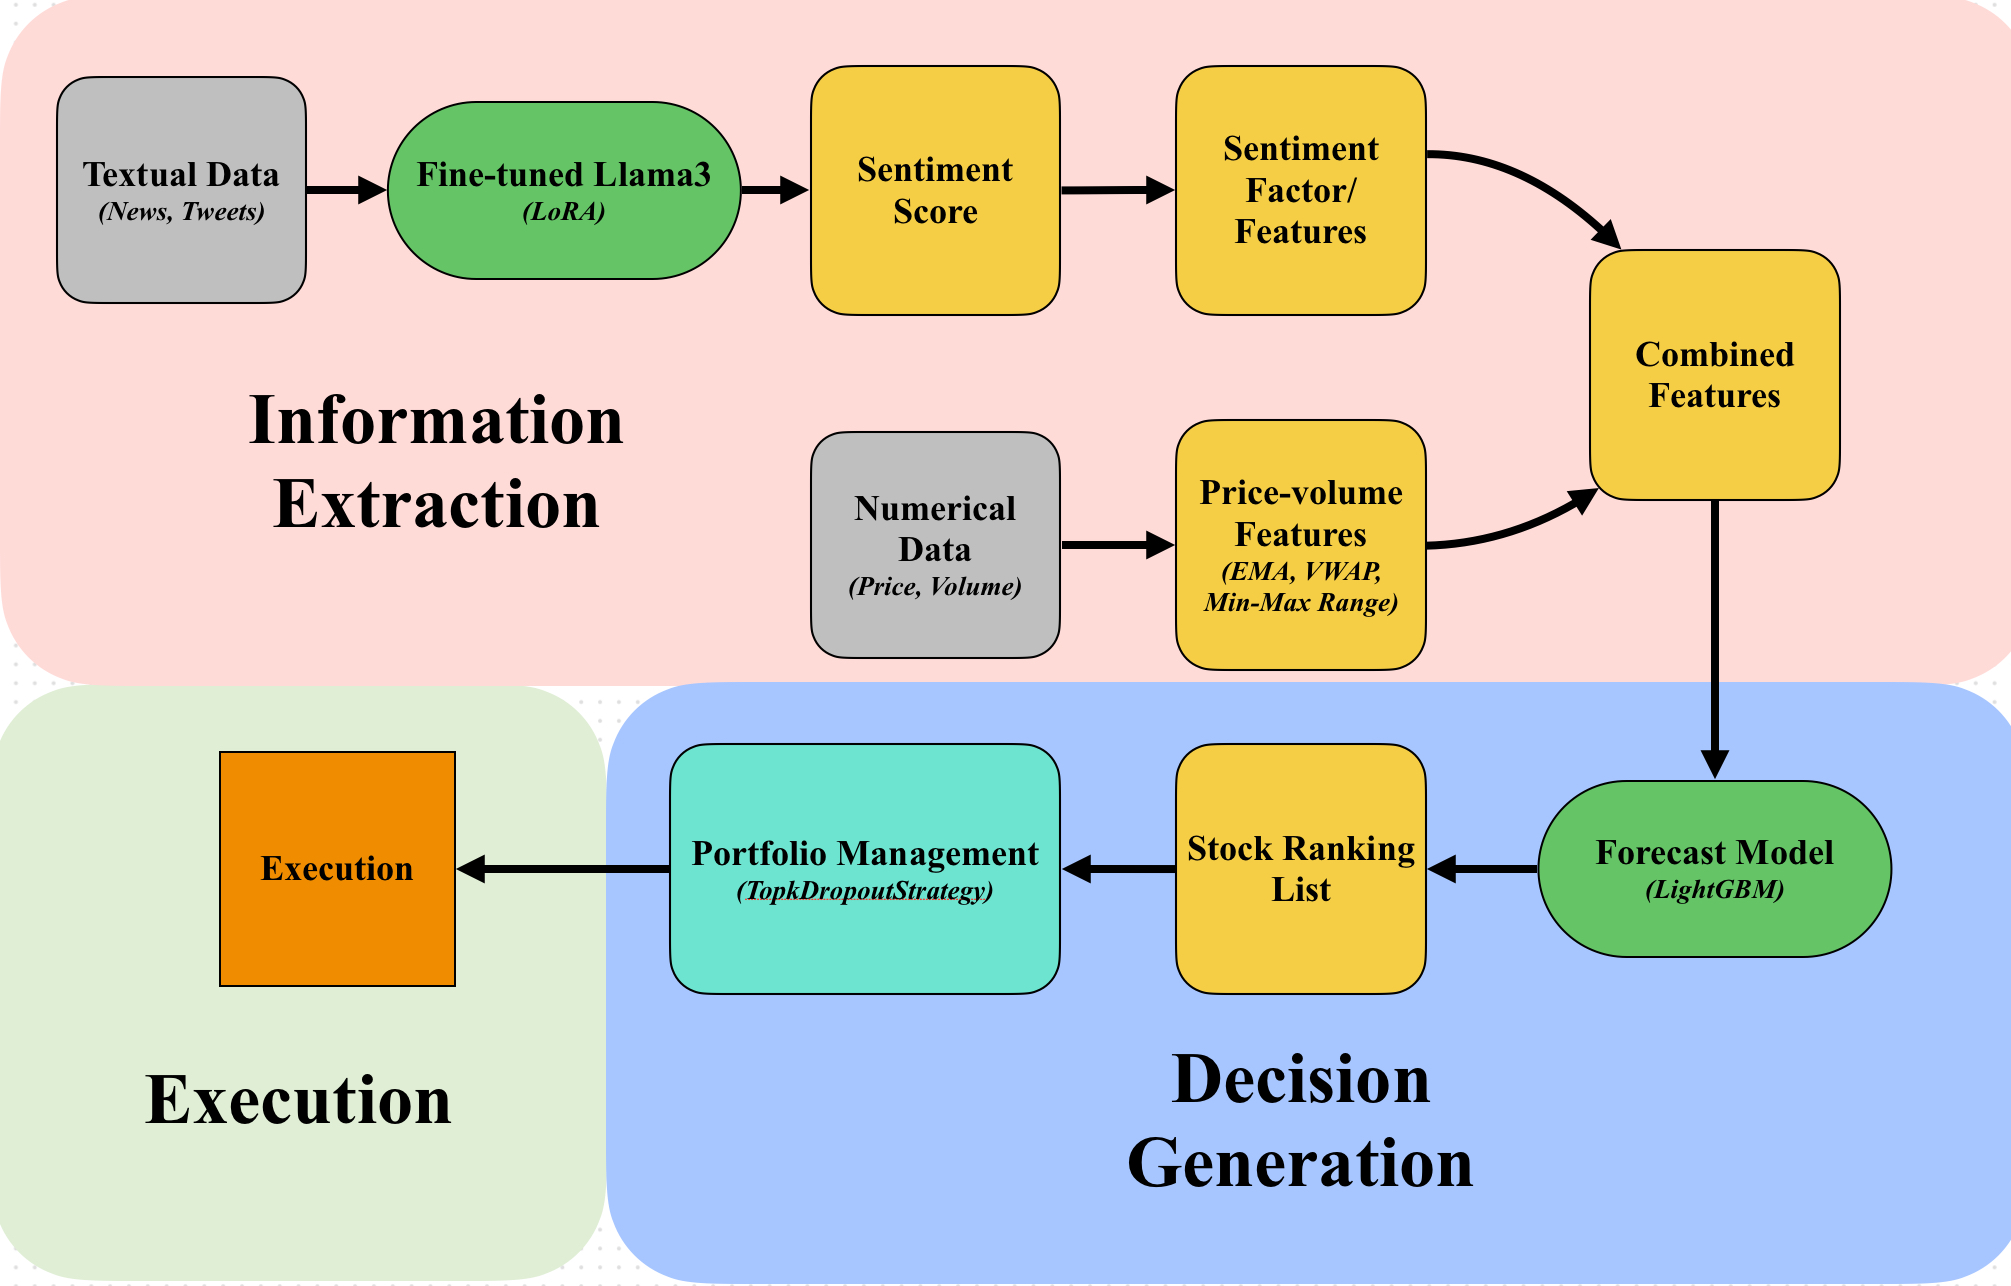 Textual Data
(News, Tweets)
Fine-tuned Llama3
(LoRA)
Sentiment
Score
Sentiment
Factor/
Features
Combined
Features
Information
Extraction
Numerical
Data
(Price, Volume)
Price-volume
Features
(EMA, VWAP,
Min-Max Range)
Execution
Portfolio Management
(TopkDropoutStrategy)
Stock Ranking
List
Forecast Model
(LightGBM)
Execution
Decision
Generation